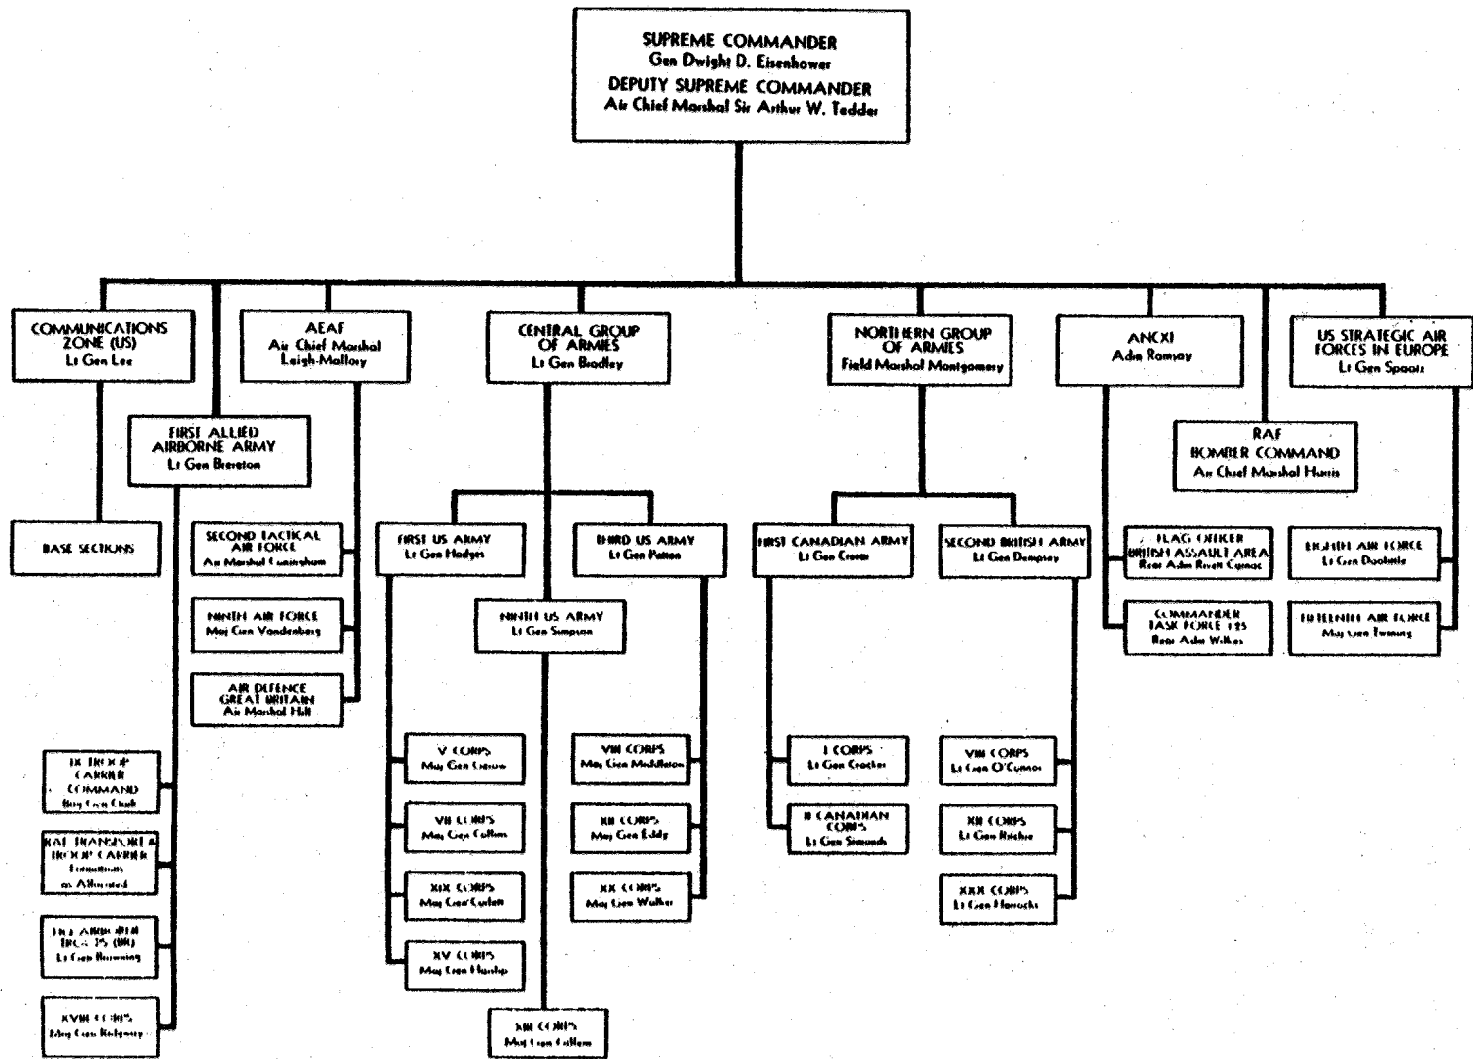 SUPREME COMMANDER
Gen Dwight D. Eisenhower
DEPUTY SUPREME COMMANDER
Air Chief Marshal Sir Arthur W. Tedder
COMMUNICATIONS
ZONE (US)
Lt Gen Lee
AEAF
Air Chief Marshal
Leigh-Mallory
CENTRAL GROUP
OF ARMIES
Lt Gen Bradley
NORTHERN GROUP
OF ARMIES
Field Marshal Montgomery
ANCXF
Adm Ramsay
US STRATEGIC AIR
FORCES IN EUROPE
Lt Gen Spaatz
FIRST ALLIED
AIRBORNE ARMY
Lt Gen Brereton
RAF
BOMBER COMMAND
Air Chief Marshal Harris
BASE SECTIONS
SECOND TACTICAL
AIR FORCE
Air Marshal Coningham
FIRST US ARMY
Lt Gen Hodges
THIRD US ARMY
Lt Gen Patton
FIRST CANADIAN ARMY
Lt Gen Crerar
SECOND BRITISH ARMY
Lt Gen Dempsey
FLAG OFFICER
BRITISH ASSAULT AREA
Rear Adm Rivett Carnac
EIGHTH AIR FORCE
Lt Gen Doolittle
NINTH AIR FORCE
Maj Gen Vandenberg
NINTH US ARMY
Lt Gen Simpson
COMMANDER
TASK FORCE 125
Rear Adm Wilkes
FIFTEENTH AIR FORCE
Maj Gen Twining
AIR DEFENCE
GREAT BRITAIN
Air Marshal Hill
IX TROOP
CARRIER
COMMAND
V CORPS
Maj Gen Gerow
VIII CORPS
Maj Gen Middleton
I CORPS
Lt Gen Crocker
VIII CORPS
Lt Gen O'Connor
VII CORPS
Maj Gen Collins
XII CORPS
Maj Gen Eddy
II CANADIAN
CORPS
Lt Gen Simonds
XII CORPS
Lt Gen Ritchie
RAF TRANSPORT &
TROOP CARRIER
Formations
as Allocated
XIX CORPS
Maj Gen Corlett
XX CORPS
Maj Gen Walker
XXX CORPS
Lt Gen Horrocks
AIRBORNE
Lt Gen Browning
XV CORPS
Maj Gen Haislip
XVIII CORPS
Maj Gen Ridgway
XIII CORPS
Maj Gen Gillem